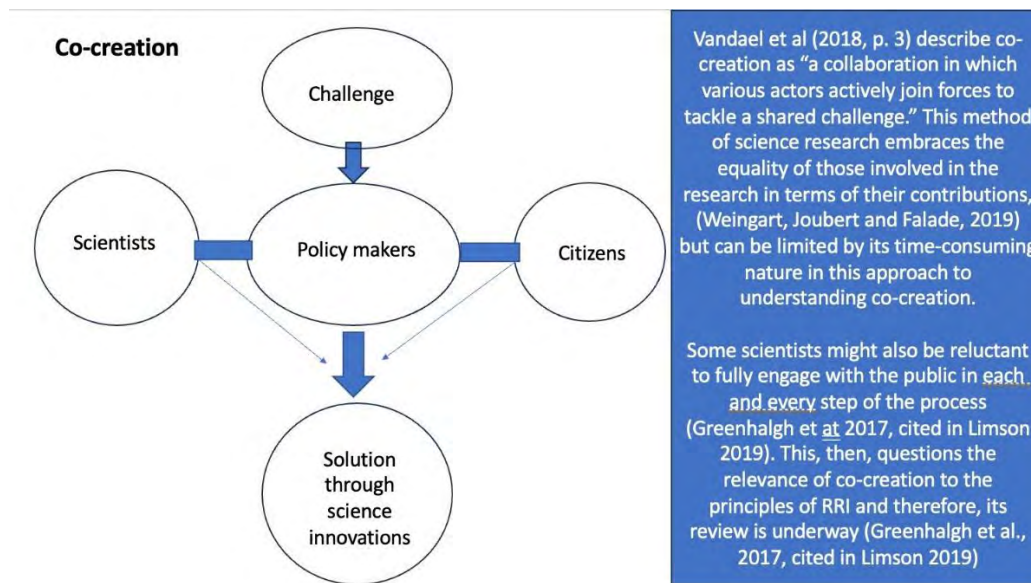 Co-creation
Challenge
Scientists
Policy makers
Citizens
Solution
through
science
innovations
Vandael et al (2018, p. 3) describe co-
creation as “a collaboration in which
various actors actively join forces to
tackle a shared challenge.” This method
of science research embraces the
equality of those involved in the
research in terms of their contributions,
(Weingart, Joubert and Falade, 2019)
but can be limited by its time-consuming
nature in this approach to
understanding co-creation.
Some scientists might also be reluctant
to fully engage with the public in each
and every step of the process
(Greenhalgh et at 2017, cited in Limson
2019). This, then, questions the
relevance of co-creation to the
principles of RRI and therefore, its
review is underway (Greenhalgh et al.,
2017, cited in Limson 2019)